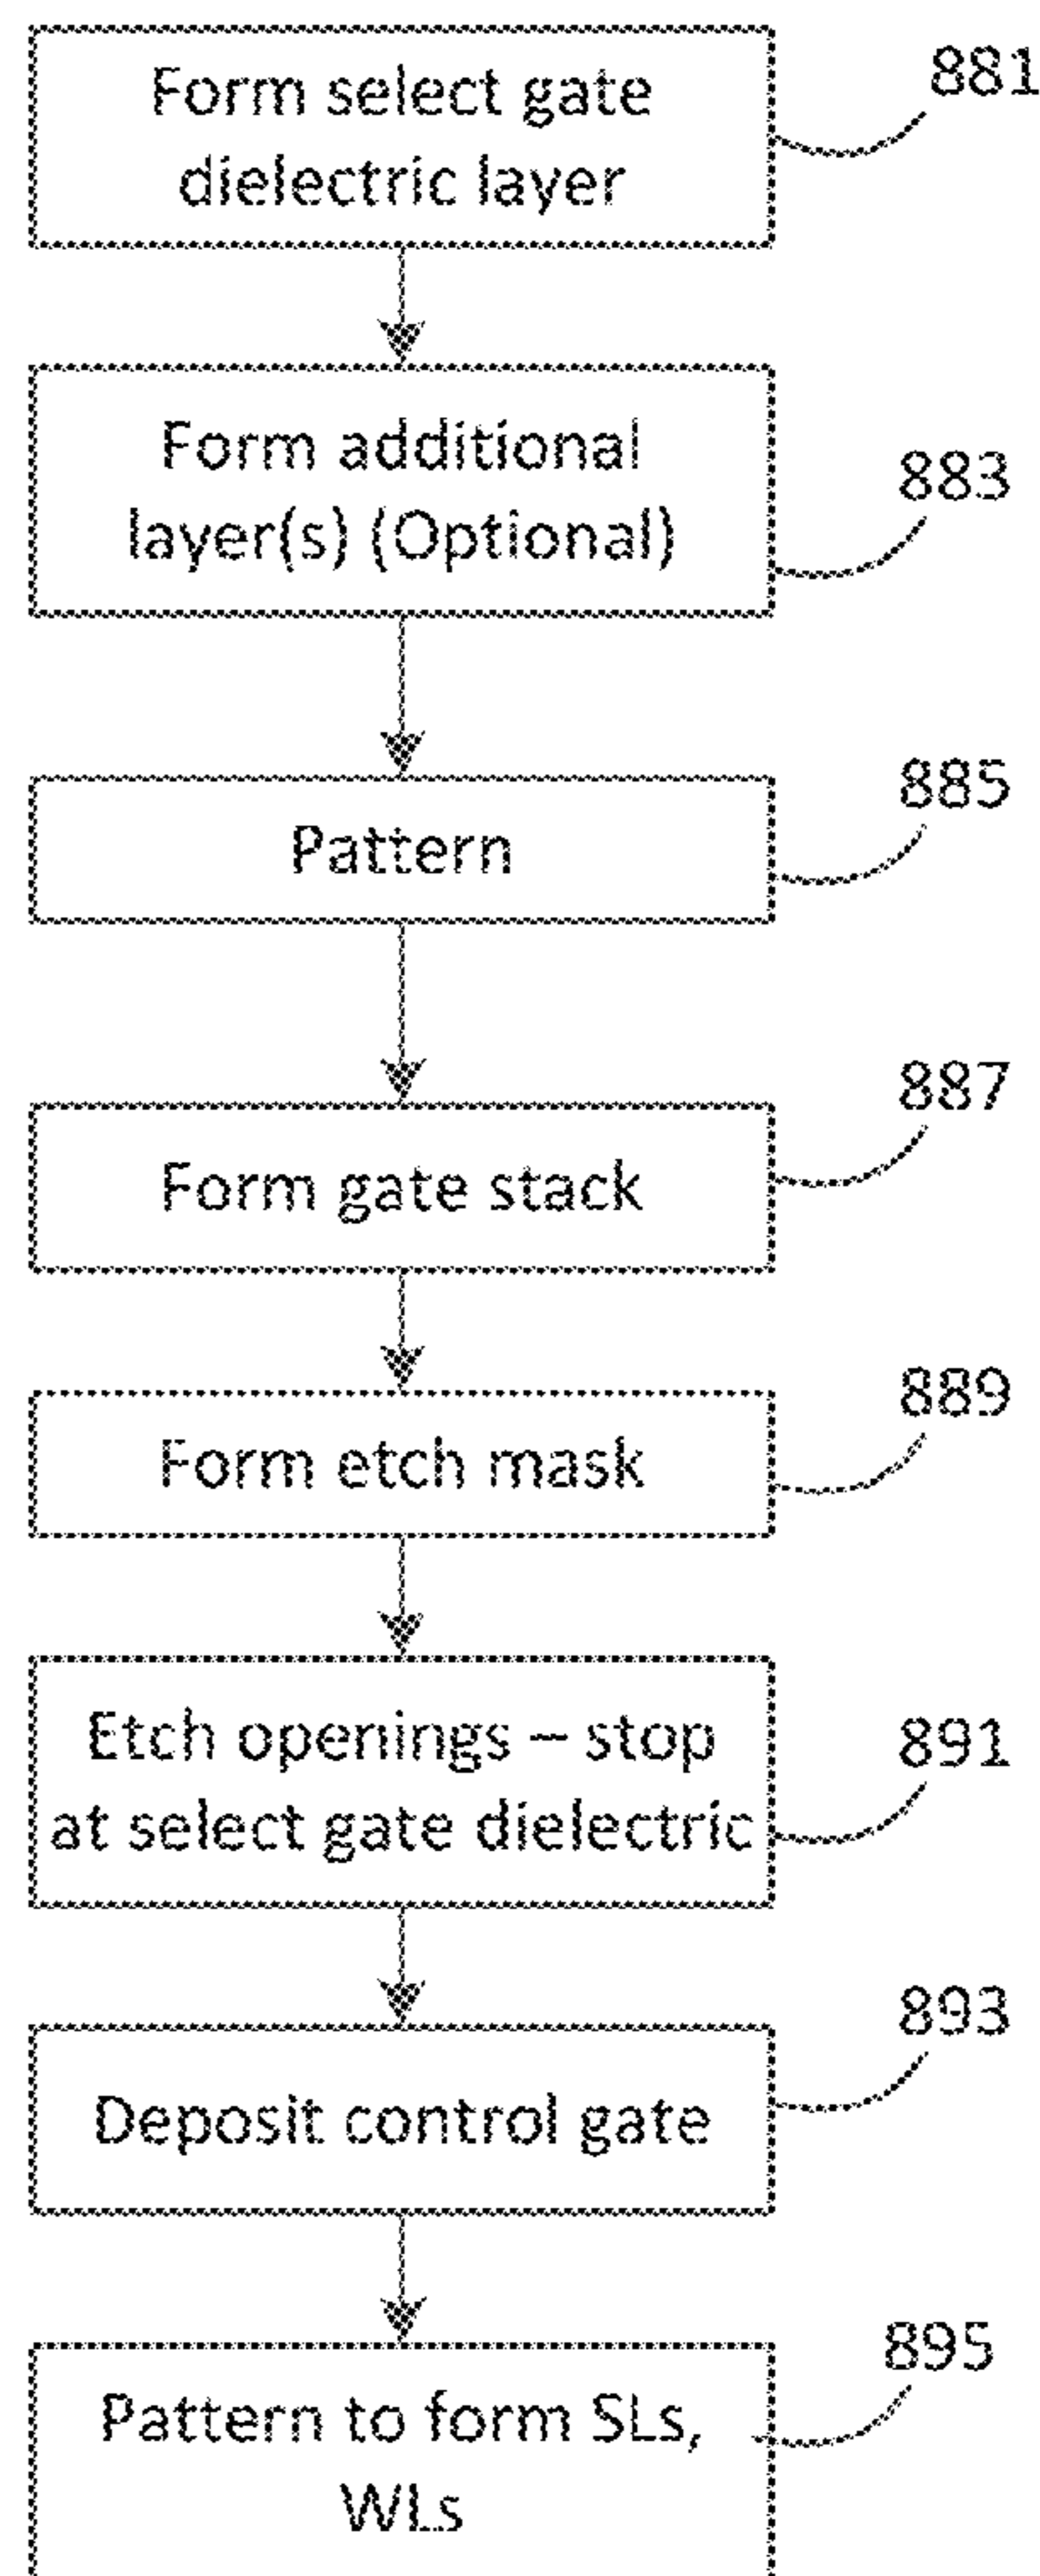 Form select gate
dielectric layer
881
Form additional
layer(s) (Optional)
883
Pattern
885
Form gate stack
887
Form etch mask
889
Etch openings – stop
at select gate dielectric
891
Deposit control gate
893
Pattern to form SLs,
WLs
895